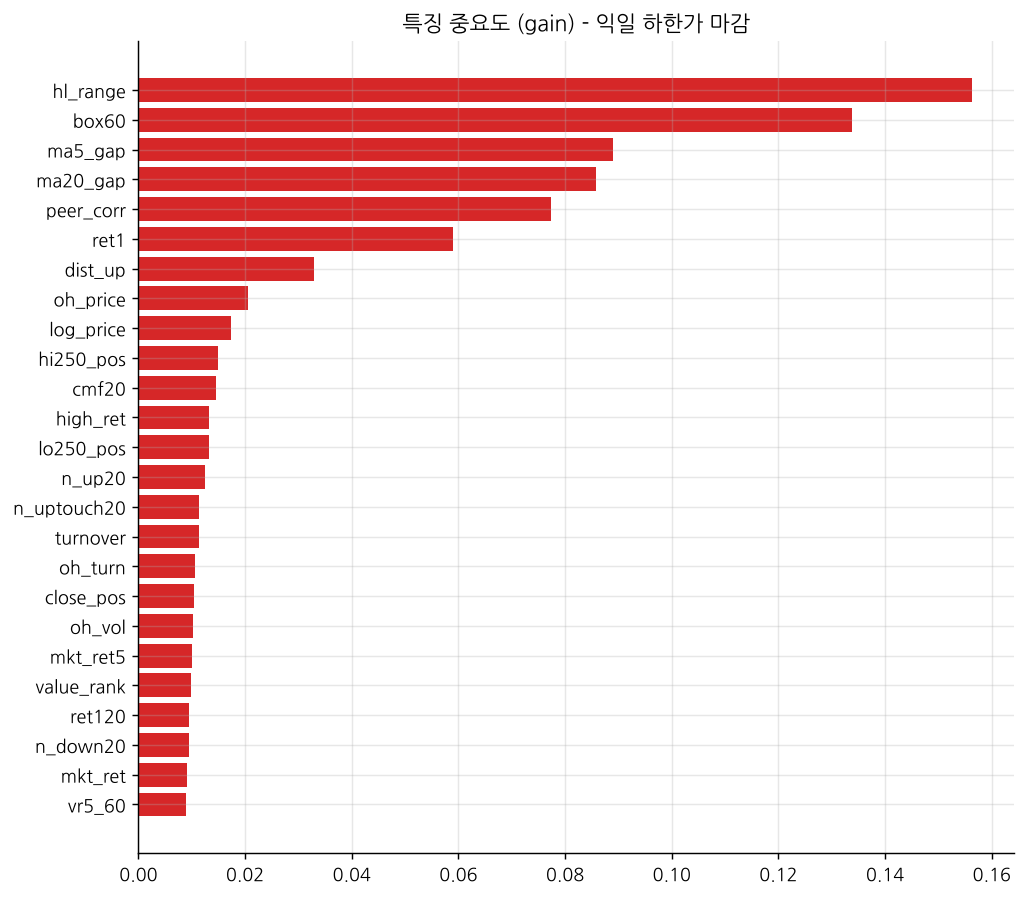 특징 중요도 (gain) - 익일 하한가 마감
hl_range
box60
ma5_gap
ma20_gap
peer_corr
ret1
dist_up
oh_price
log_price
hi250_pos
cmf20
high_ret
lo250_pos
n_up20
n_uptouch20
turnover
oh_turn
close_pos
oh_vol
mkt_ret5
value_rank
ret120
n_down20
mkt_ret
vr5_60
0.00 0.02 0.04 0.06 0.08 0.10 0.12 0.14 0.16